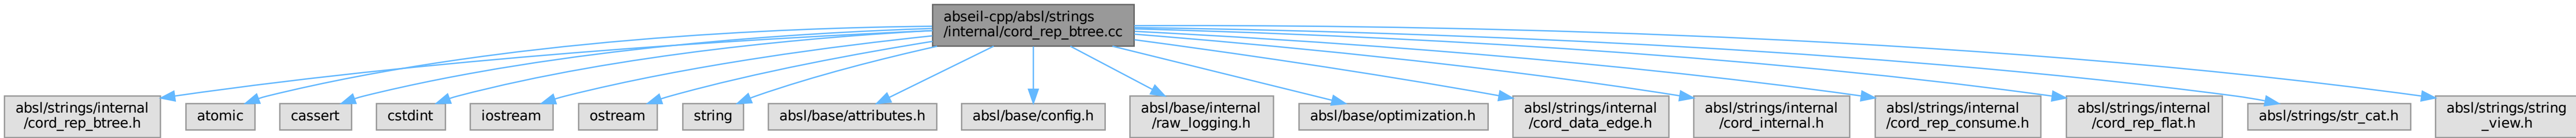 abseil-cpp/absl/strings
/internal/cord_rep_btree.cc
absl/strings/internal
/cord_rep_btree.h
atomic
cassert
cstdint
iostream
ostream
string
absl/base/attributes.h
absl/base/config.h
absl/base/internal
/raw_logging.h
absl/base/optimization.h
absl/strings/internal
/cord_data_edge.h
absl/strings/internal
/cord_internal.h
absl/strings/internal
/cord_rep_consume.h
absl/strings/internal
/cord_rep_flat.h
absl/strings/str_cat.h
absl/strings/string
_view.h